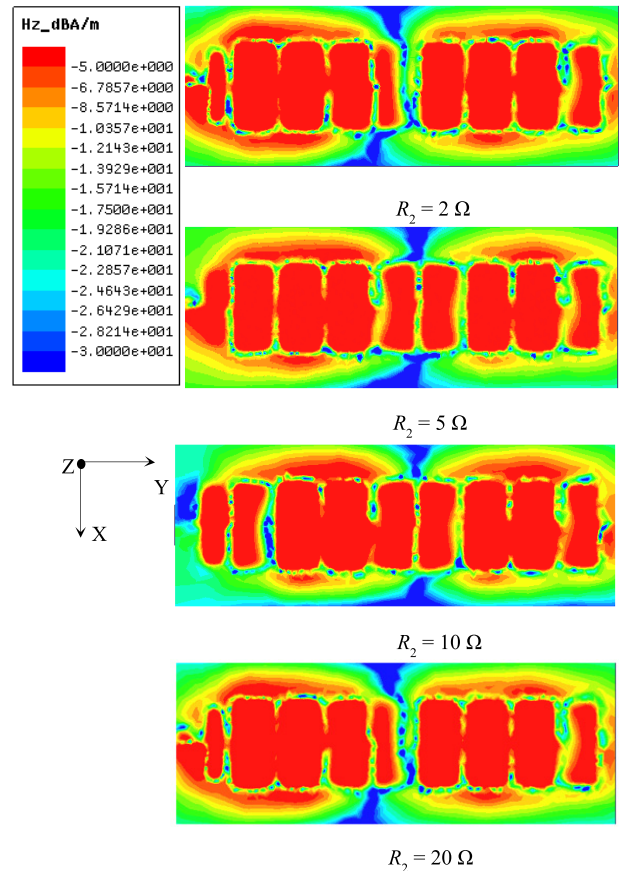 Hz_dBA/m
-5.0000e+000
-6.7857e+000
-8.5714e+000
-1.0357e+001
-1.2143e+001
-1.3929e+001
-1.5714e+001
-1.7500e+001
-1.9286e+001
-2.1071e+001
-2.2857e+001
-2.4643e+001
-2.6429e+001
-2.8214e+001
-3.0000e+001
R2 = 2 Ω
R2 = 5 Ω
Z
Y
X
R2 = 10 Ω
R2 = 20 Ω